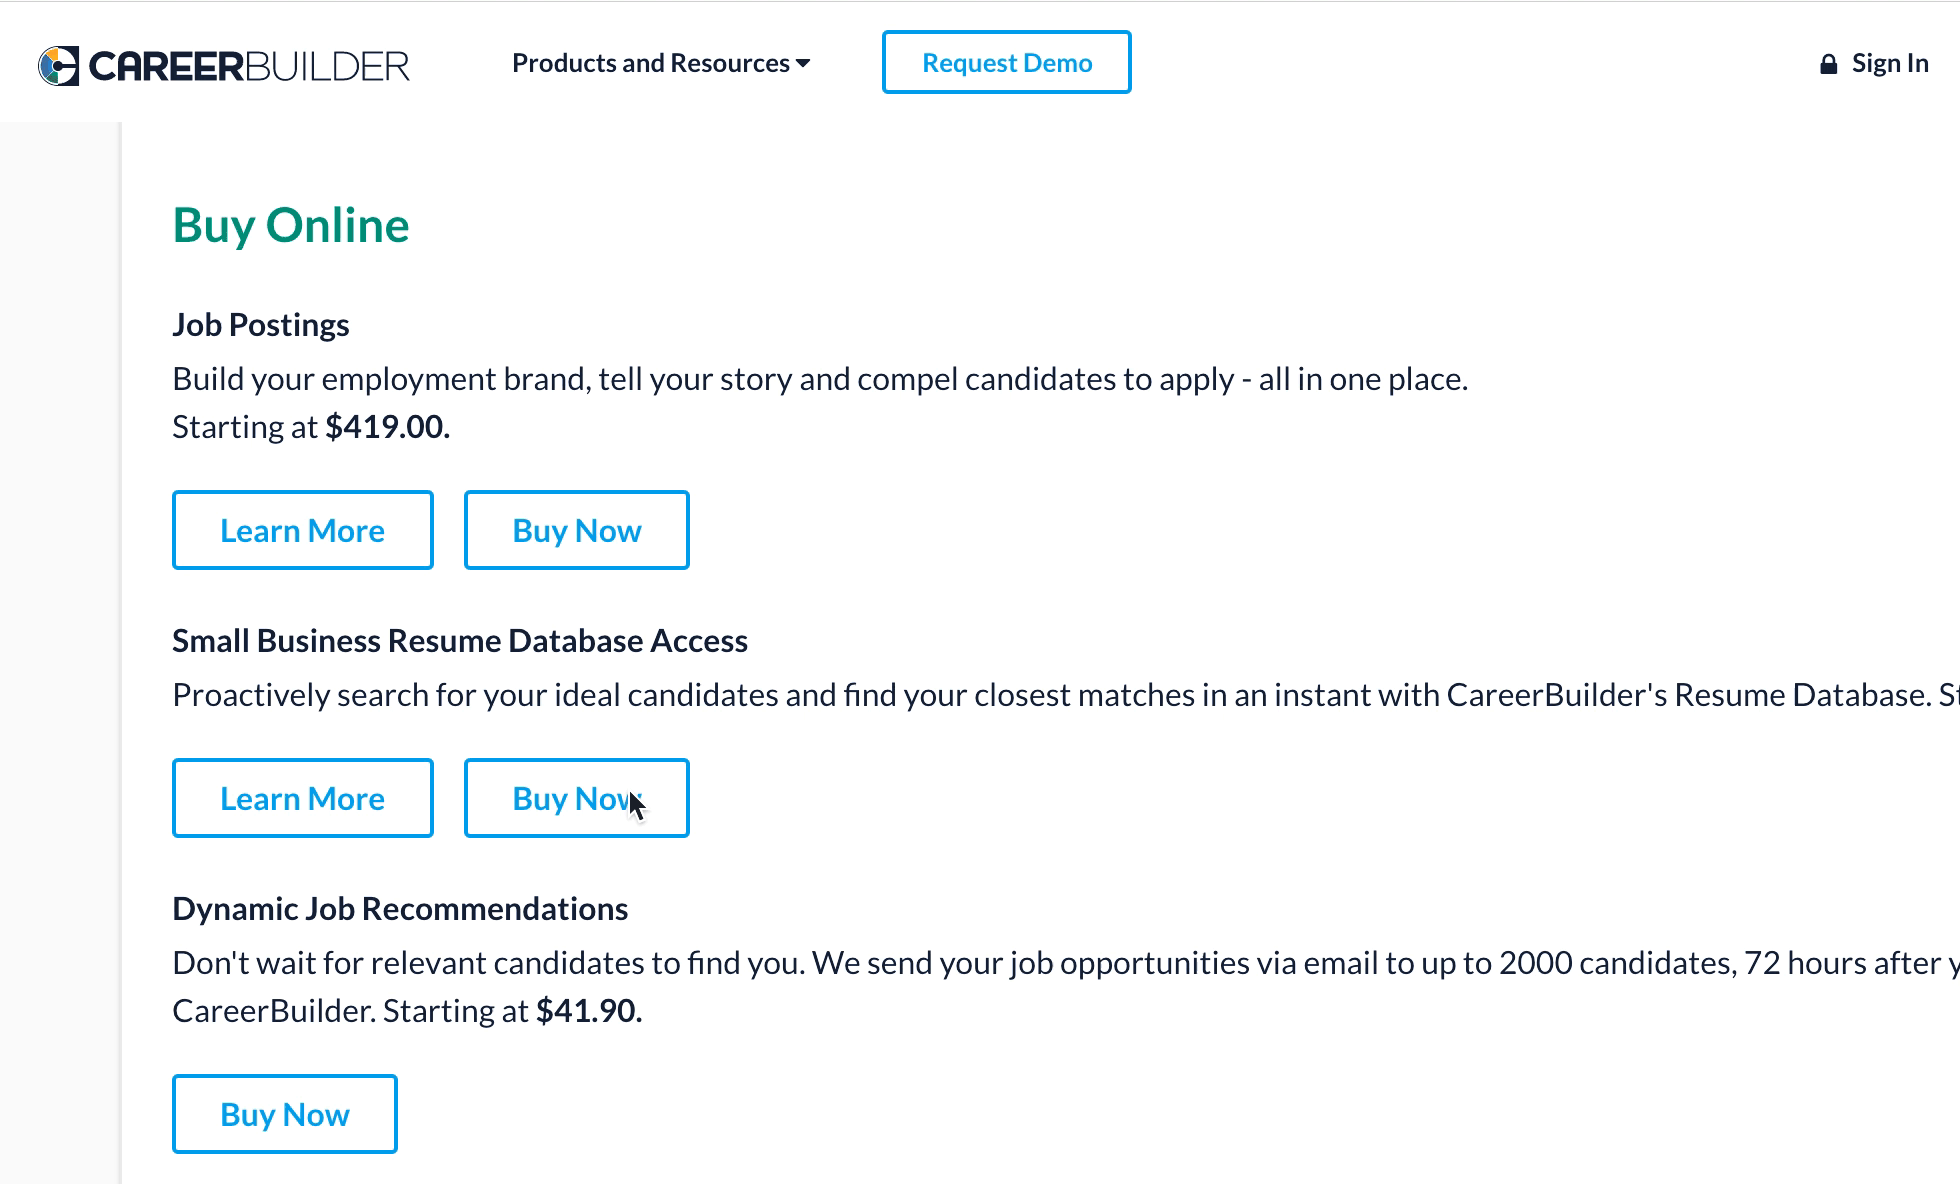 CAREERBUILDER
Products and Resources
Request Demo
Sign In
Buy Online
Job Postings
Build your employment brand, tell your story and compel candidates to apply - all in one place.
Starting at $419.00.
Learn More
Buy Now
Small Business Resume Database Access
Proactively search for your ideal candidates and find your closest matches in an instant with CareerBuilder's Resume Database.
Learn More
Buy Now
Dynamic Job Recommendations
Don't wait for relevant candidates to find you. We send your job opportunities via email to up to 2000 candidates, 72 hours after
CareerBuilder. Starting at $41.90.
Buy Now